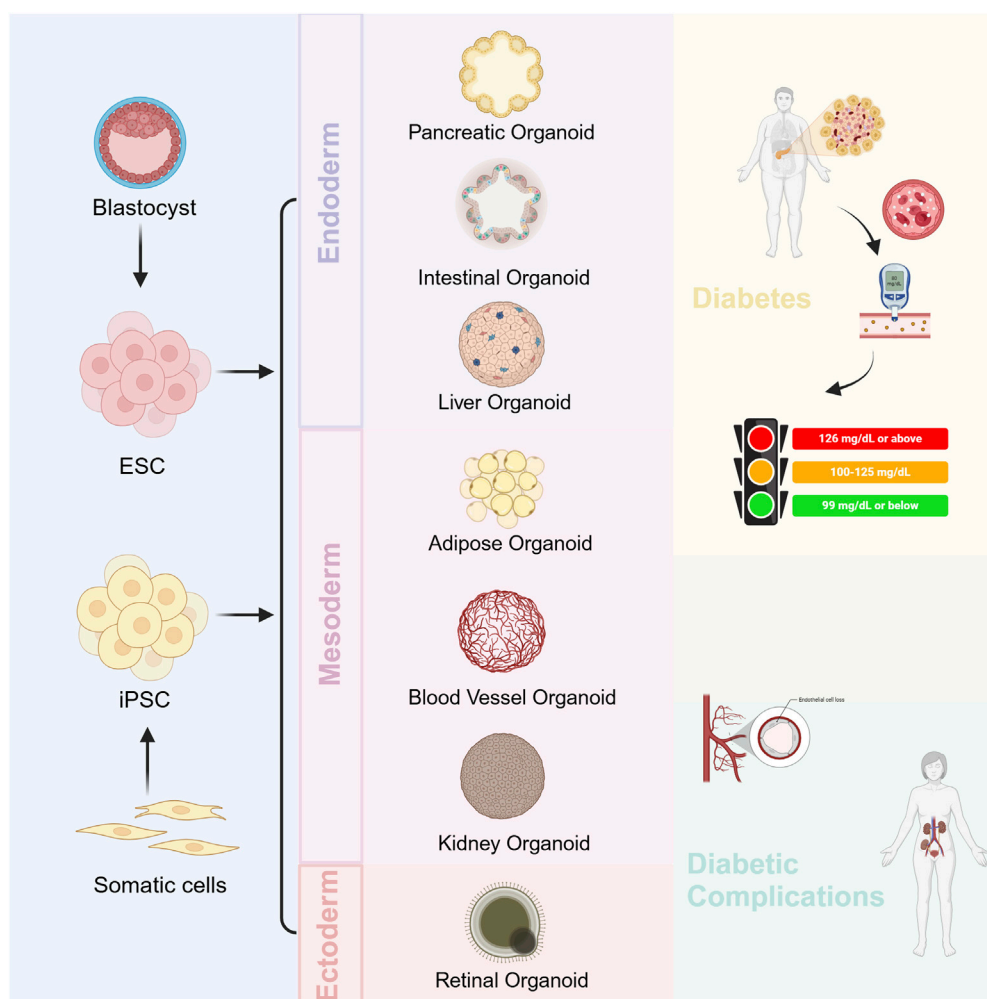 Blastocyst
ESC
iPSC
Somatic cells
Endoderm
Mesoderm
Ectoderm
Pancreatic Organoid
Intestinal Organoid
Liver Organoid
Adipose Organoid
Blood Vessel Organoid
Kidney Organoid
Retinal Organoid
Diabetes
mg/dL
126 mg/dL or above
100-125 mg/dL
99 mg/dL or below
Endothelial cell loss
Diabetic
Complications